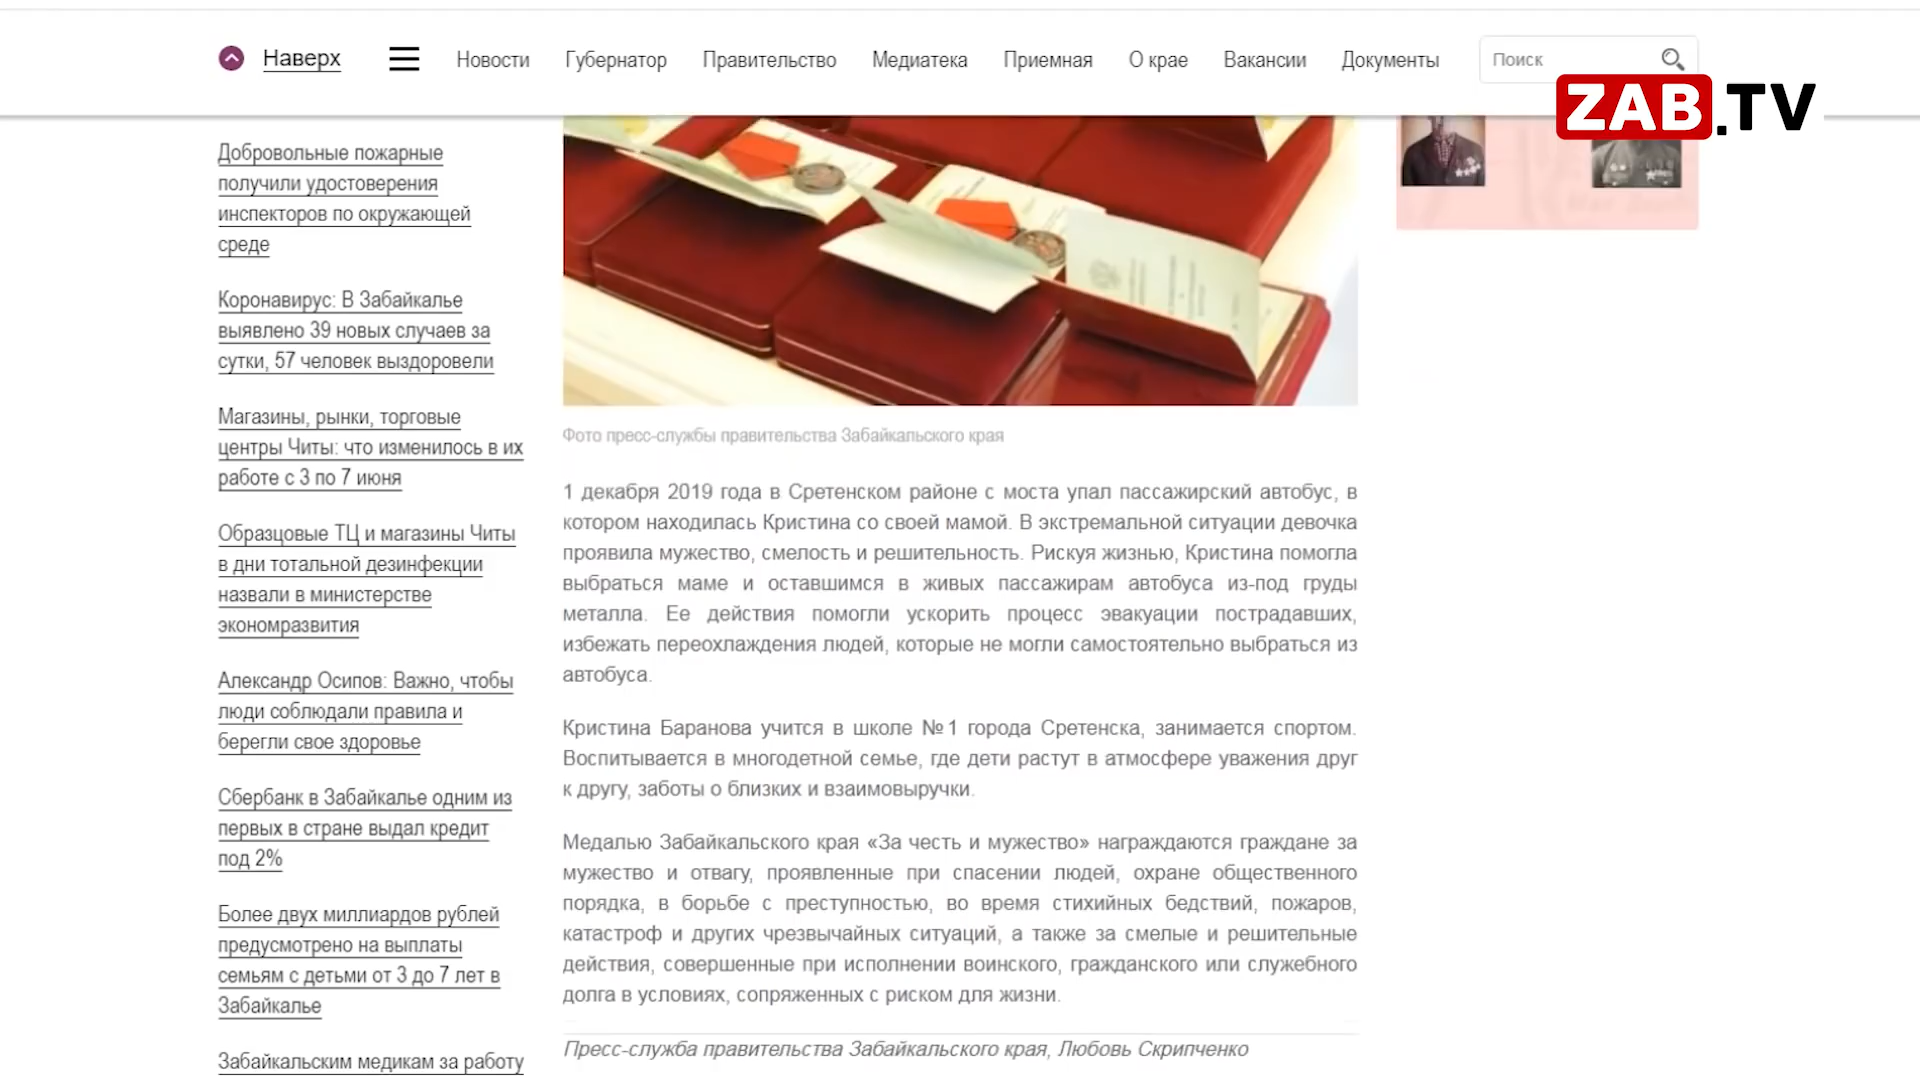 Наверх
Новости
Губернатор
Правительство
Медиатека
Приемная
О крае
Вакансии
Документы
Поиск
ZAB.TV
Добровольные пожарные
получили удостоверения
инспекторов по окружающей
среде
Коронавирус: В Забайкалье
выявлено 39 новых случаев за
сутки, 57 человек выздоровели
Магазины, рынки, торговые
центры Читы: что изменилось в их
работе с 3 по 7 июня
Образцовые ТЦ и магазины Читы
в дни тотальной дезинфекции
назвали в министерстве
экономразвития
Александр Осипов: Важно, чтобы
люди соблюдали правила и
берегли свое здоровье
Сбербанк в Забайкалье одним из
первых в стране выдал кредит
под 2%
Более двух миллиардов рублей
предусмотрено на выплаты
семьям с детьми от 3 до 7 лет в
Забайкалье
Забайкальским медикам за работу
Фото пресс-службы правительства Забайкальского края
1 декабря 2019 года в Сретенском районе с моста упал пассажирский автобус, в
котором находилась Кристина со своей мамой. В экстремальной ситуации девочка
проявила мужество, смелость и решительность. Рискуя жизнью, Кристина помогла
выбраться маме и оставшимся в живых пассажирам автобуса из-под груды
металла. Ее действия помогли ускорить процесс эвакуации пострадавших,
избежать переохлаждения людей, которые не могли самостоятельно выбраться из
автобуса.
Кристина Баранова учится в школе №1 города Сретенска, занимается спортом.
Воспитывается в многодетной семье, где дети растут в атмосфере уважения друг
к другу, заботы о близких и взаимовыручки.
Медалью Забайкальского края «За честь и мужество» награждаются граждане за
мужество и отвагу, проявленные при спасении людей, охране общественного
порядка, в борьбе с преступностью, во время стихийных бедствий, пожаров,
катастроф и других чрезвычайных ситуаций, а также за смелые и решительные
действия, совершенные при исполнении воинского, гражданского или служебного
долга в условиях, сопряженных с риском для жизни.
Пресс-служба правительства Забайкальского края, Любовь Скрипченко